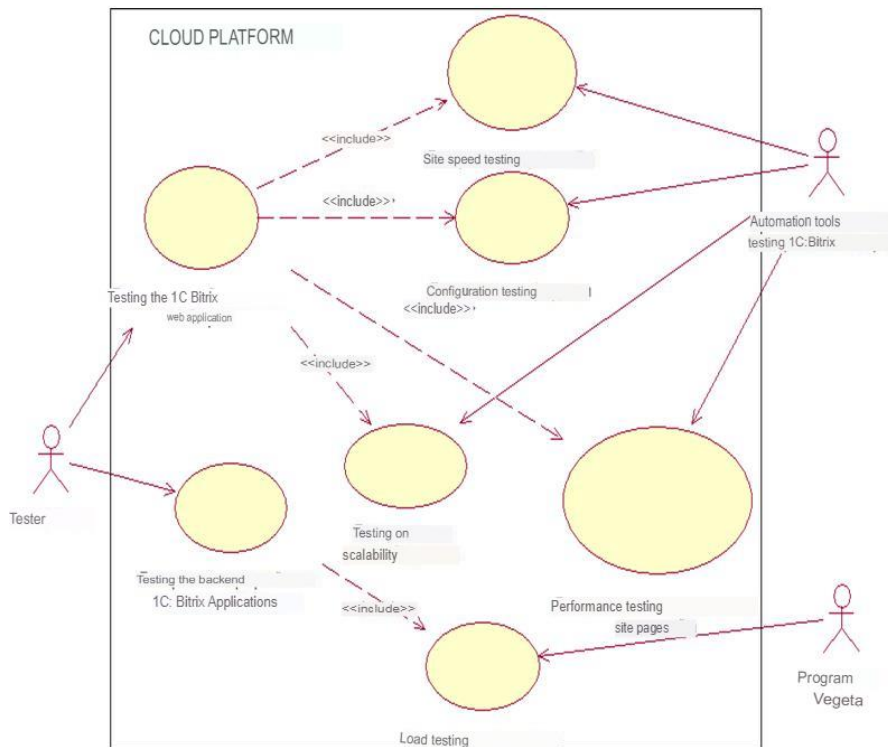 CLOUD PLATFORM
<<include>>
Site speed testing
<<include>>
Automation tools
testing 1C:Bitrix
Testing the 1C Bitrix
web application
Configuration testing
<<include>>
<<include>>
Tester
Testing on
scalability
Testing the backend
1C: Bitrix Applications
<<include>>
Performance testing
site pages
Program
Vegeta
Load testing